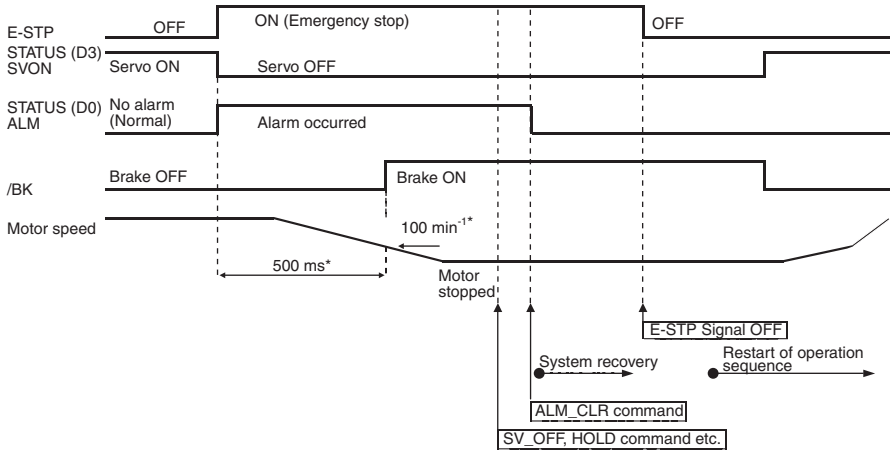 E-STP OFF ON (Emergency stop) OFF
STATUS (D3)
SVON Servo ON Servo OFF
STATUS (D0) No alarm
ALM (Normal) Alarm occurred
/BK Brake OFF Brake ON
Motor speed 100 min-1*
500 ms*
Motor
stopped
E-STP Signal OFF
System recovery
Restart of operation
sequence
ALM_CLR command
SV_OFF, HOLD command etc.